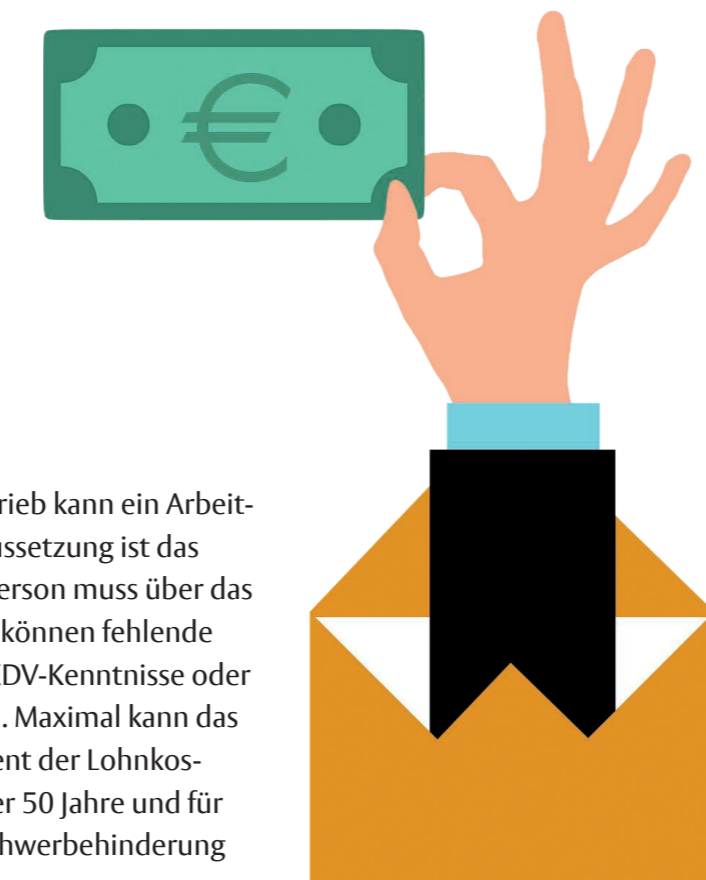 €
rieb kann ein Arbeit-
ussetzung ist das
erson muss über das
können fehlende
EDV-Kenntnisse oder
. Maximal kann das
ent der Lohnkos-
er 50 Jahre und für
hwerbehinderung